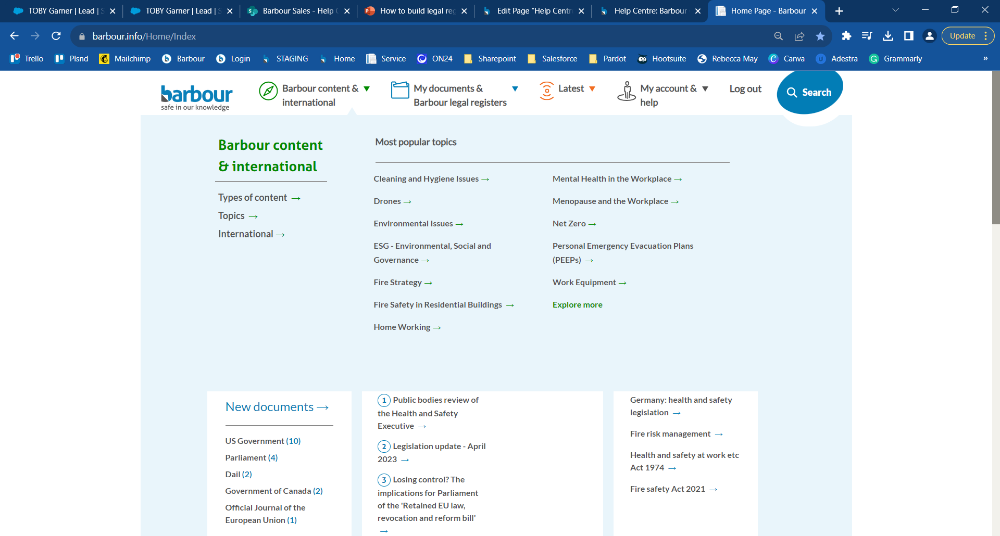 TOBY Garner | Lead |
TOBY Garner | Lead |
Barbour Sales - Help
How to build legal reg
Edit Page “Help Centr
Help Centre: Barbour
Home Page - Barbour
barbour.info/Home/Index
Update
Trello
Plsnd
Mailchimp
Barbour
Login
STAGING
Home
Service
ON24
Sharepoint
Salesforce
Pardot
Hootsuite
Rebecca May
Canva
Adestra
Grammarly
»
barbour
safe in our knowledge
Barbour content &
international
My documents &
Barbour legal registers
Latest
My account &
help
Log out
Search
Barbour content
& international
Types of content →
Topics →
International →
Most popular topics
Cleaning and Hygiene Issues →
Drones →
Environmental Issues →
ESG - Environmental, Social and
Governance →
Fire Strategy →
Fire Safety in Residential Buildings →
Home Working →
Mental Health in the Workplace →
Menopause and the Workplace →
Net Zero →
Personal Emergency Evacuation Plans
(PEEPs) →
Work Equipment →
Explore more
New documents →
US Government (10)
Parliament (4)
Dail (2)
Government of Canada (2)
Official Journal of the
European Union (1)
1 Public bodies review of
the Health and Safety
Executive →
2 Legislation update - April
2023 →
3 Losing control? The
implications for Parliament
of the 'Retained EU law,
revocation and reform bill'
→
Germany: health and safety
legislation →
Fire risk management →
Health and safety at work etc
Act 1974 →
Fire safety Act 2021 →